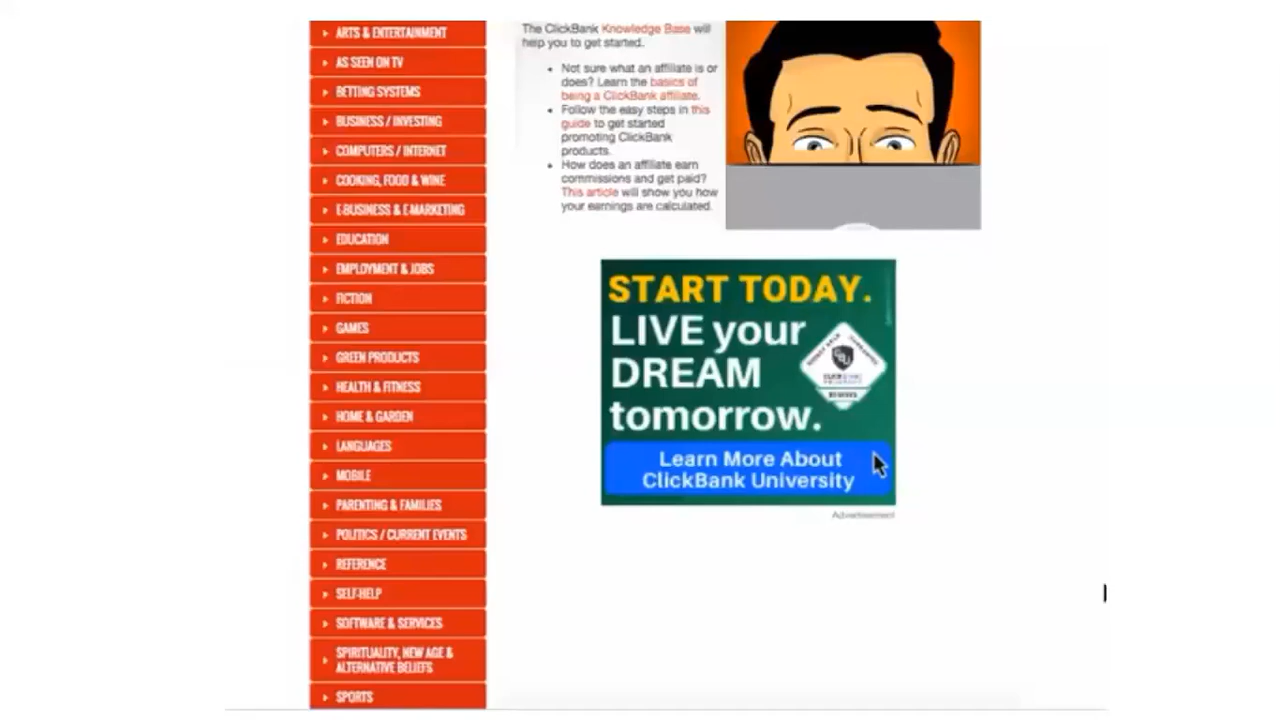 ARTS & ENTERTAINMENT
AS SEEN ON TV
BETTING SYSTEMS
BUSINESS / INVESTING
COMPUTERS / INTERNET
COOKING, FOOD & WINE
E-BUSINESS & E-MARKETING
EDUCATION
EMPLOYMENT & JOBS
FICTION
GAMES
GREEN PRODUCTS
HEALTH & FITNESS
HOME & GARDEN
LANGUAGES
MOBILE
PARENTING & FAMILIES
POLITICS / CURRENT EVENTS
REFERENCE
SELF-HELP
SOFTWARE & SERVICES
SPIRITUALITY, NEW AGE &
ALTERNATIVE BELIEFS
SPORTS
The ClickBank Knowledge Base will
help you to get started.
• Not sure what an affiliate is or
does? Learn the basics of
being a ClickBank affiliate.
• Follow the easy steps in this
guide to get started
promoting ClickBank
products.
• How does an affiliate earn
commissions and get paid?
This article will show you how
your earnings are calculated.
START TODAY.
LIVE your
DREAM
tomorrow.
Learn More About
ClickBank University
Advertisement